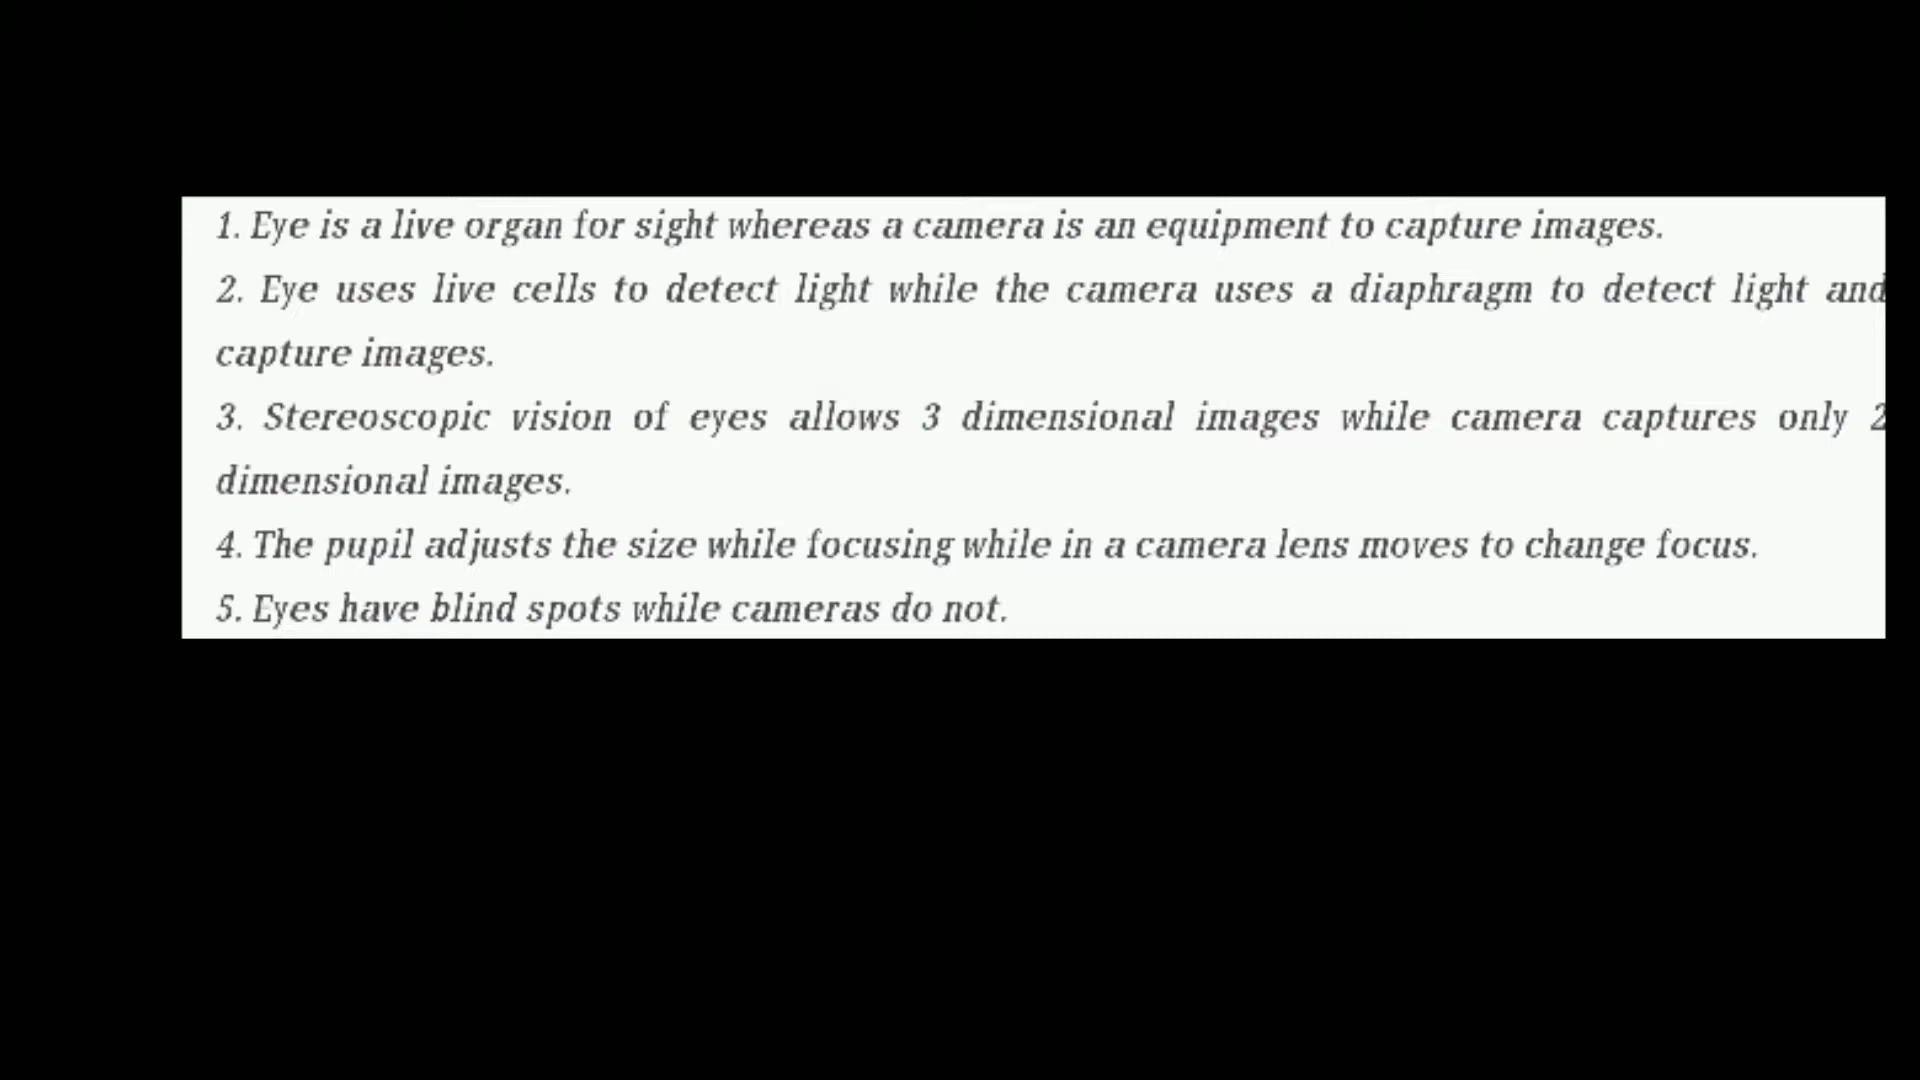 1. Eye is a live organ for sight whereas a camera is an equipment to capture images.
2. Eye uses live cells to detect light while the camera uses a diaphragm to detect light and
capture images.
3. Stereoscopic vision of eyes allows 3 dimensional images while camera captures only 2
dimensional images.
4. The pupil adjusts the size while focusing while in a camera lens moves to change focus.
5. Eyes have blind spots while cameras do not.